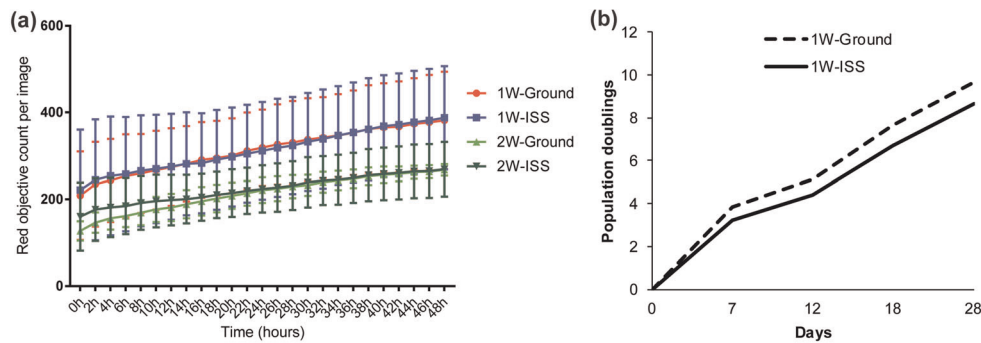 (a)
600
400
200
0
Red objective count per image
0h 2h 4h 6h 8h 10h 12h 14h 16h 18h 20h 22h 24h 26h 28h 30h 32h 34h 36h 38h 40h 42h 44h 46h 48h
Time (hours)
1W-Ground
1W-ISS
2W-Ground
2W-ISS
(b)
12
10
8
6
4
2
0
Population doublings
0 7 12 18 28
Days
1W-Ground
1W-ISS